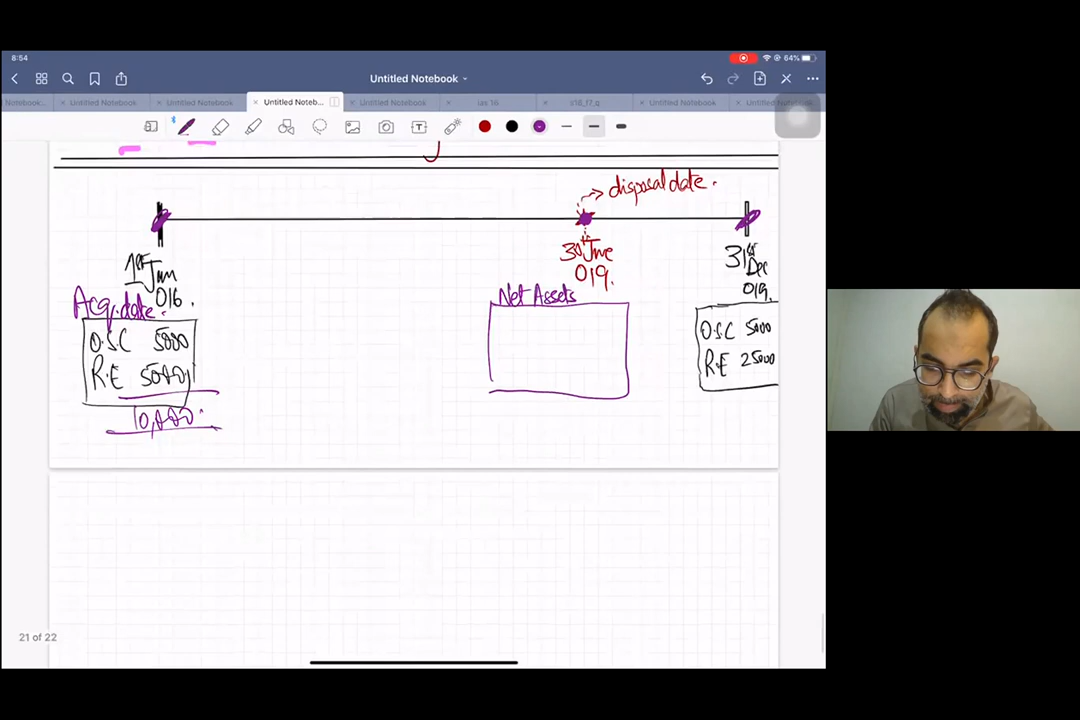 8:54
64%
Untitled Notebook
Notebook...
Untitled Notebook
Untitled Notebook
Untitled Noteb...
Untitled Notebook
ias 16
s18_17_q
Untitled Notebook
disposal date.
1st Jan
016.
30th June
019.
31st
Dec
019.
Acq. date.
Net Assets
O.S.C 5000
R.E 5000
10,000.
O.S.C 5000
R.E 25000
21 of 22